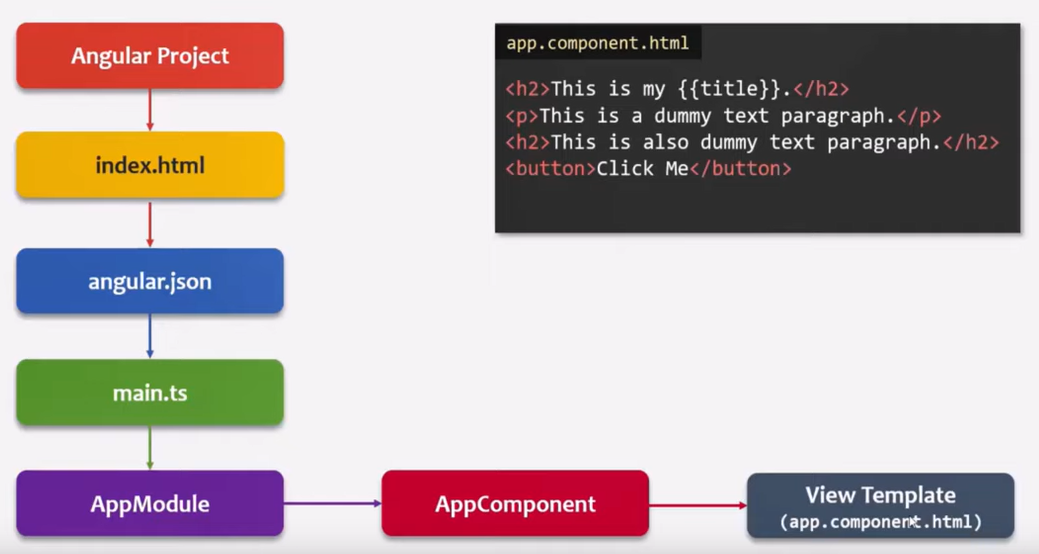 Angular Project
index.html
angular.json
main.ts
AppModule
AppComponent
View Template
(app.component.html)
app.component.html
<h2>This is my {{title}}.</h2>
<p>This is a dummy text paragraph.</p>
<h2>This is also dummy text paragraph.</h2>
<button>Click Me</button>